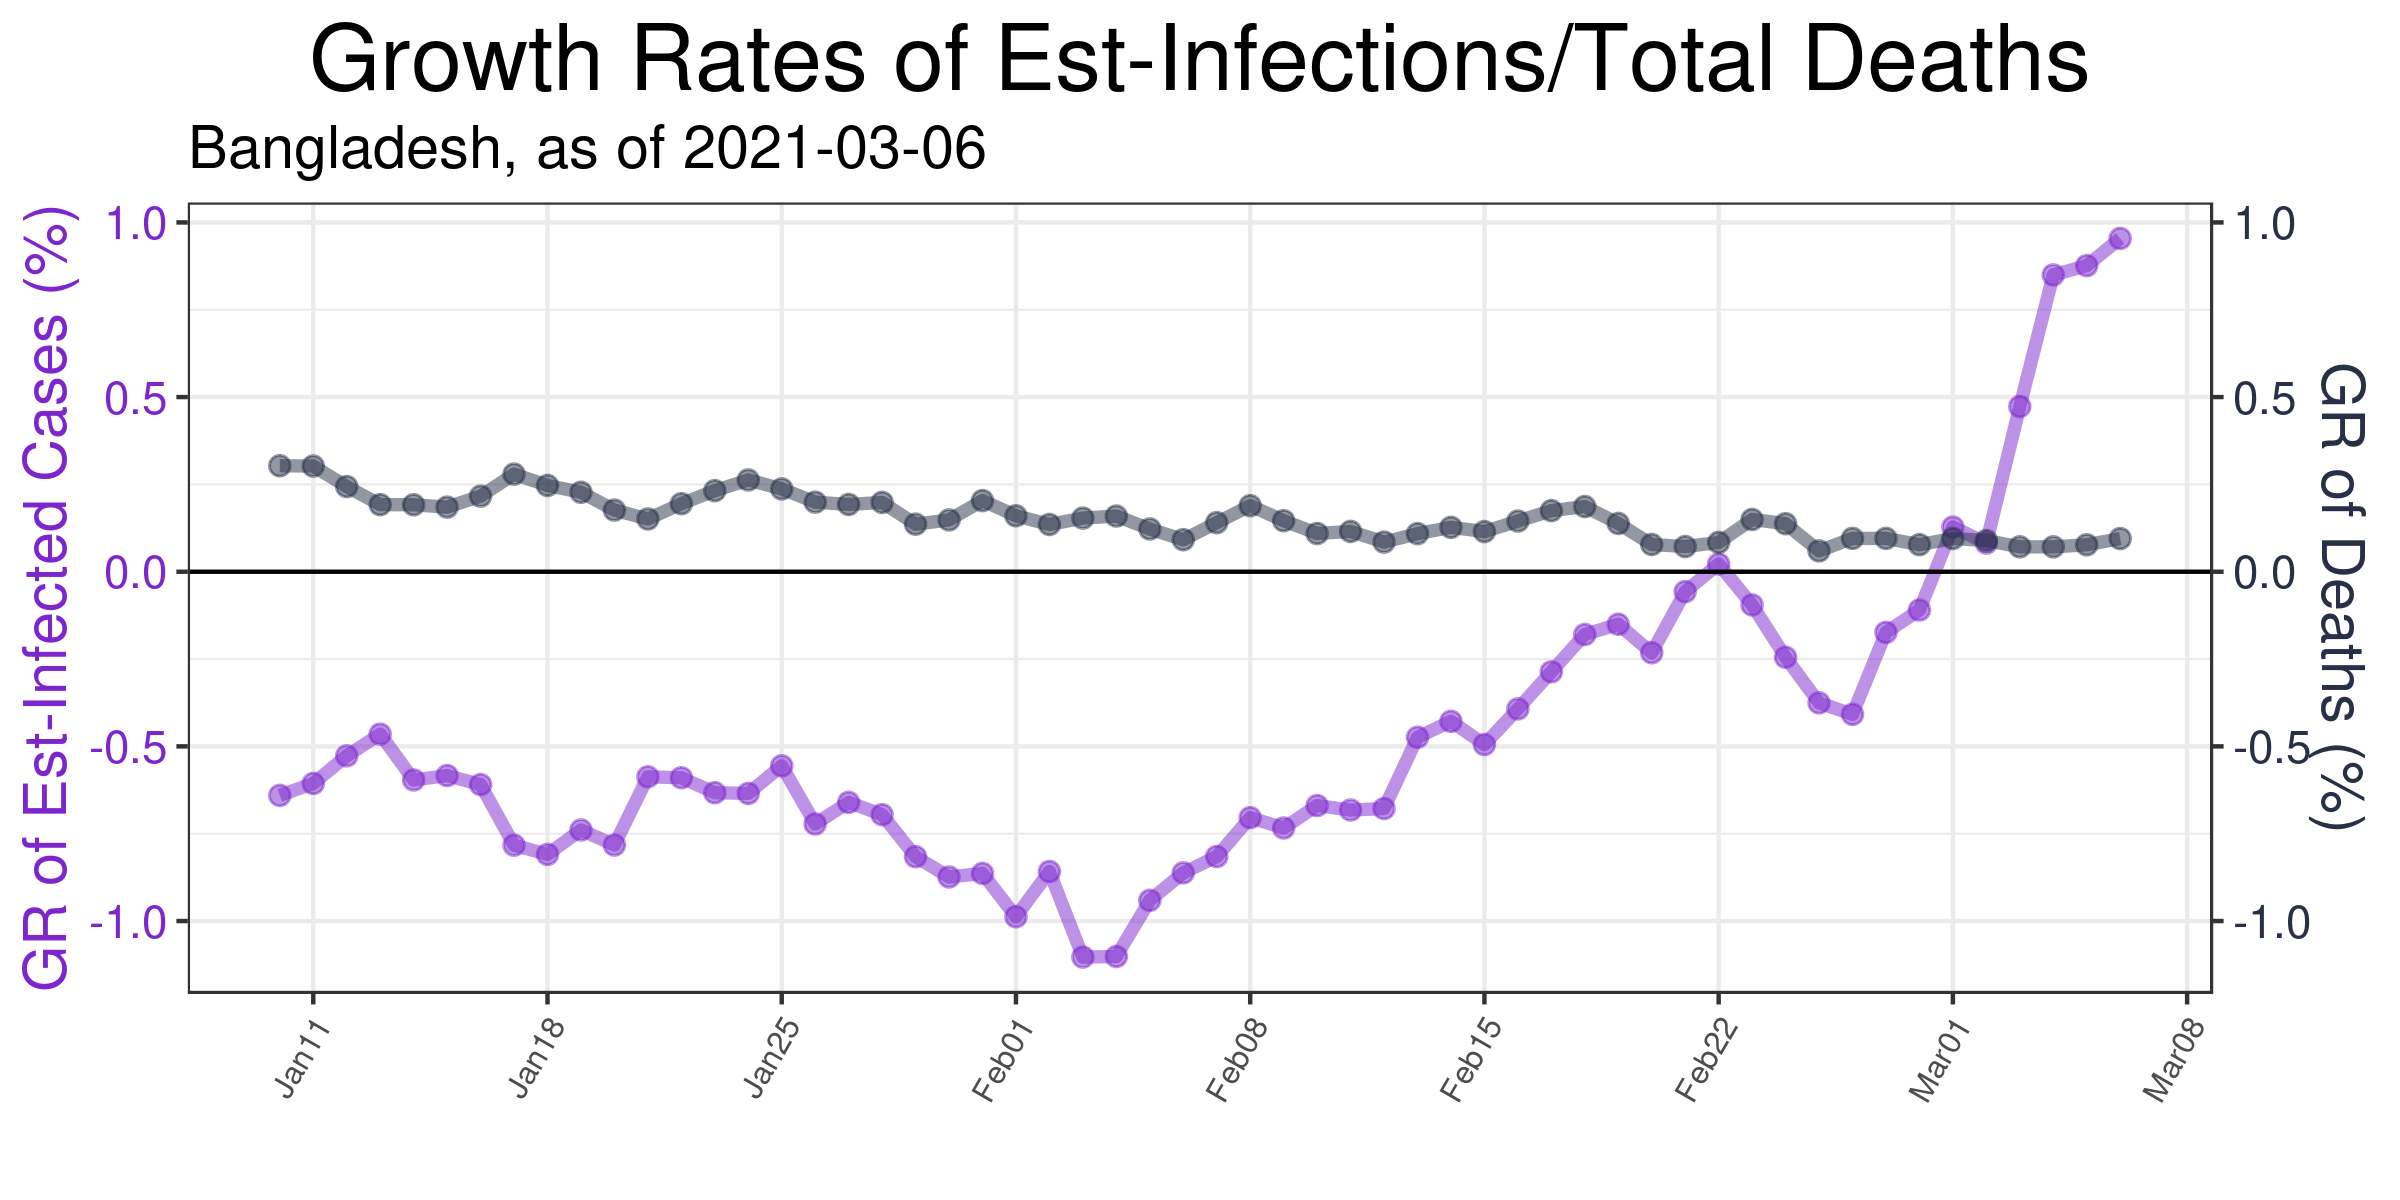 Growth Rates of Est-Infections/Total Deaths
Bangladesh, as of 2021-03-06
GR of Est-Infected Cases (%)
1.0
0.5
0.0
-0.5
-1.0
1.0
0.5
0.0
-0.5
-1.0
GR of Deaths (%)
Jan11
Jan18
Jan25
Feb01
Feb08
Feb15
Feb22
Mar01
Mar08